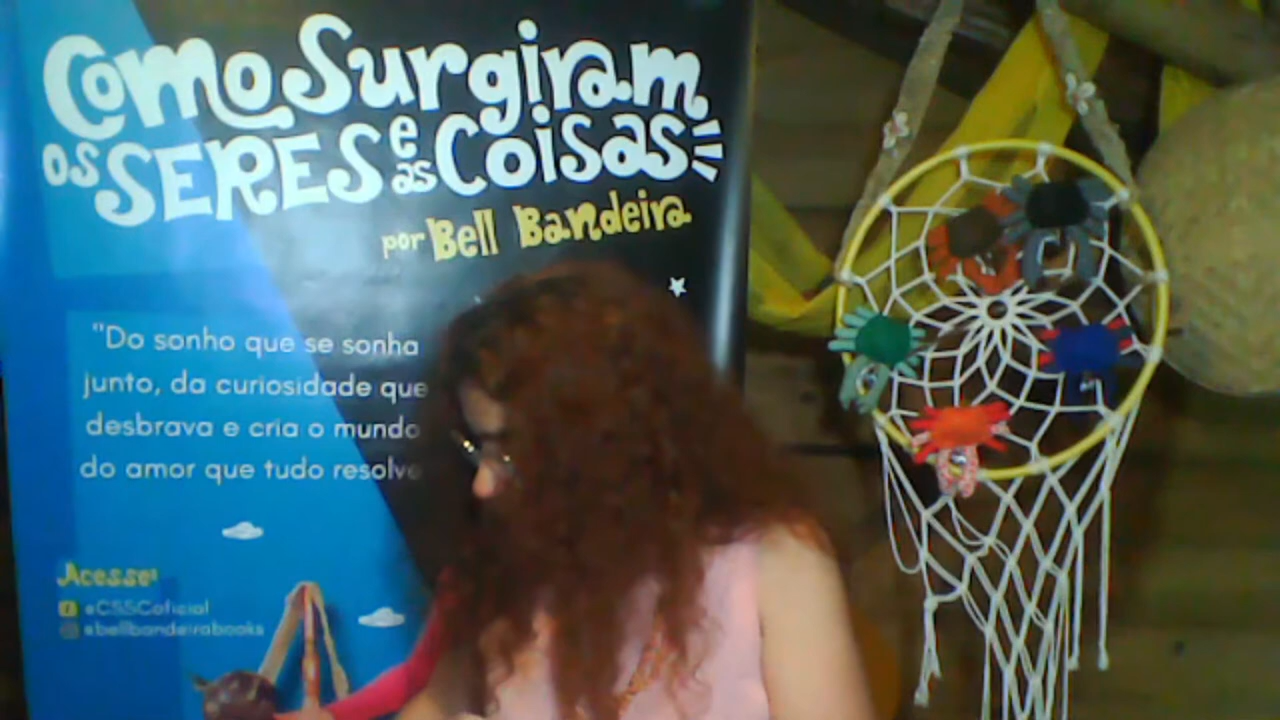 Como Surgiram
os SERES e as Coisas
por Bell Bandeira
"Do sonho que se sonha
junto, da curiosidade que
desbrava e cria o mundo
do amor que tudo resolve
Acesse:
@CSSCoficial
@bellbandeirabooks